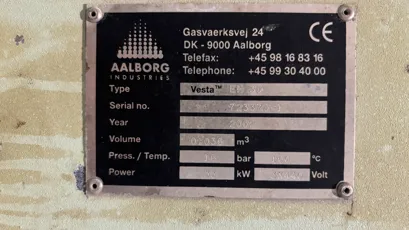 Gasvaerksvej 24
DK - 9000 Aalborg
Telefax: +45 98 16 83 16
Telephone: +45 99 30 40 00
CE
AALBORG
INDUSTRIES
Type Vesta™
Serial no.
Year
Volume m³
Press./ Temp. bar °C
Power kW Volt